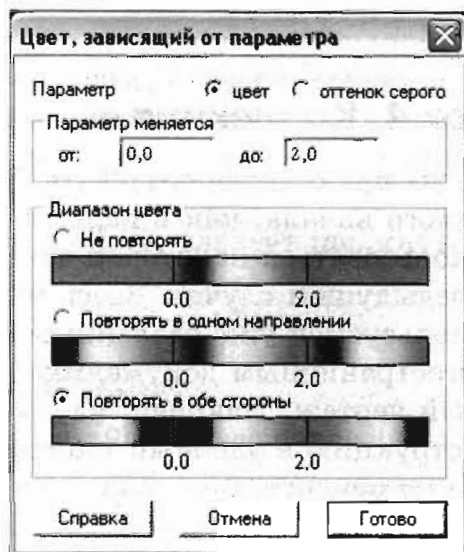 Цвет, зависящий от параметра
Параметр цвет оттенок серого
Параметр меняется
от: 0,0 до: 2,0
Диапазон цвета
Не повторять
0.0 2.0
Повторять в одном направлении
0.0 2.0
Повторять в обе стороны
0.0 2.0
Справка Отмена Готово